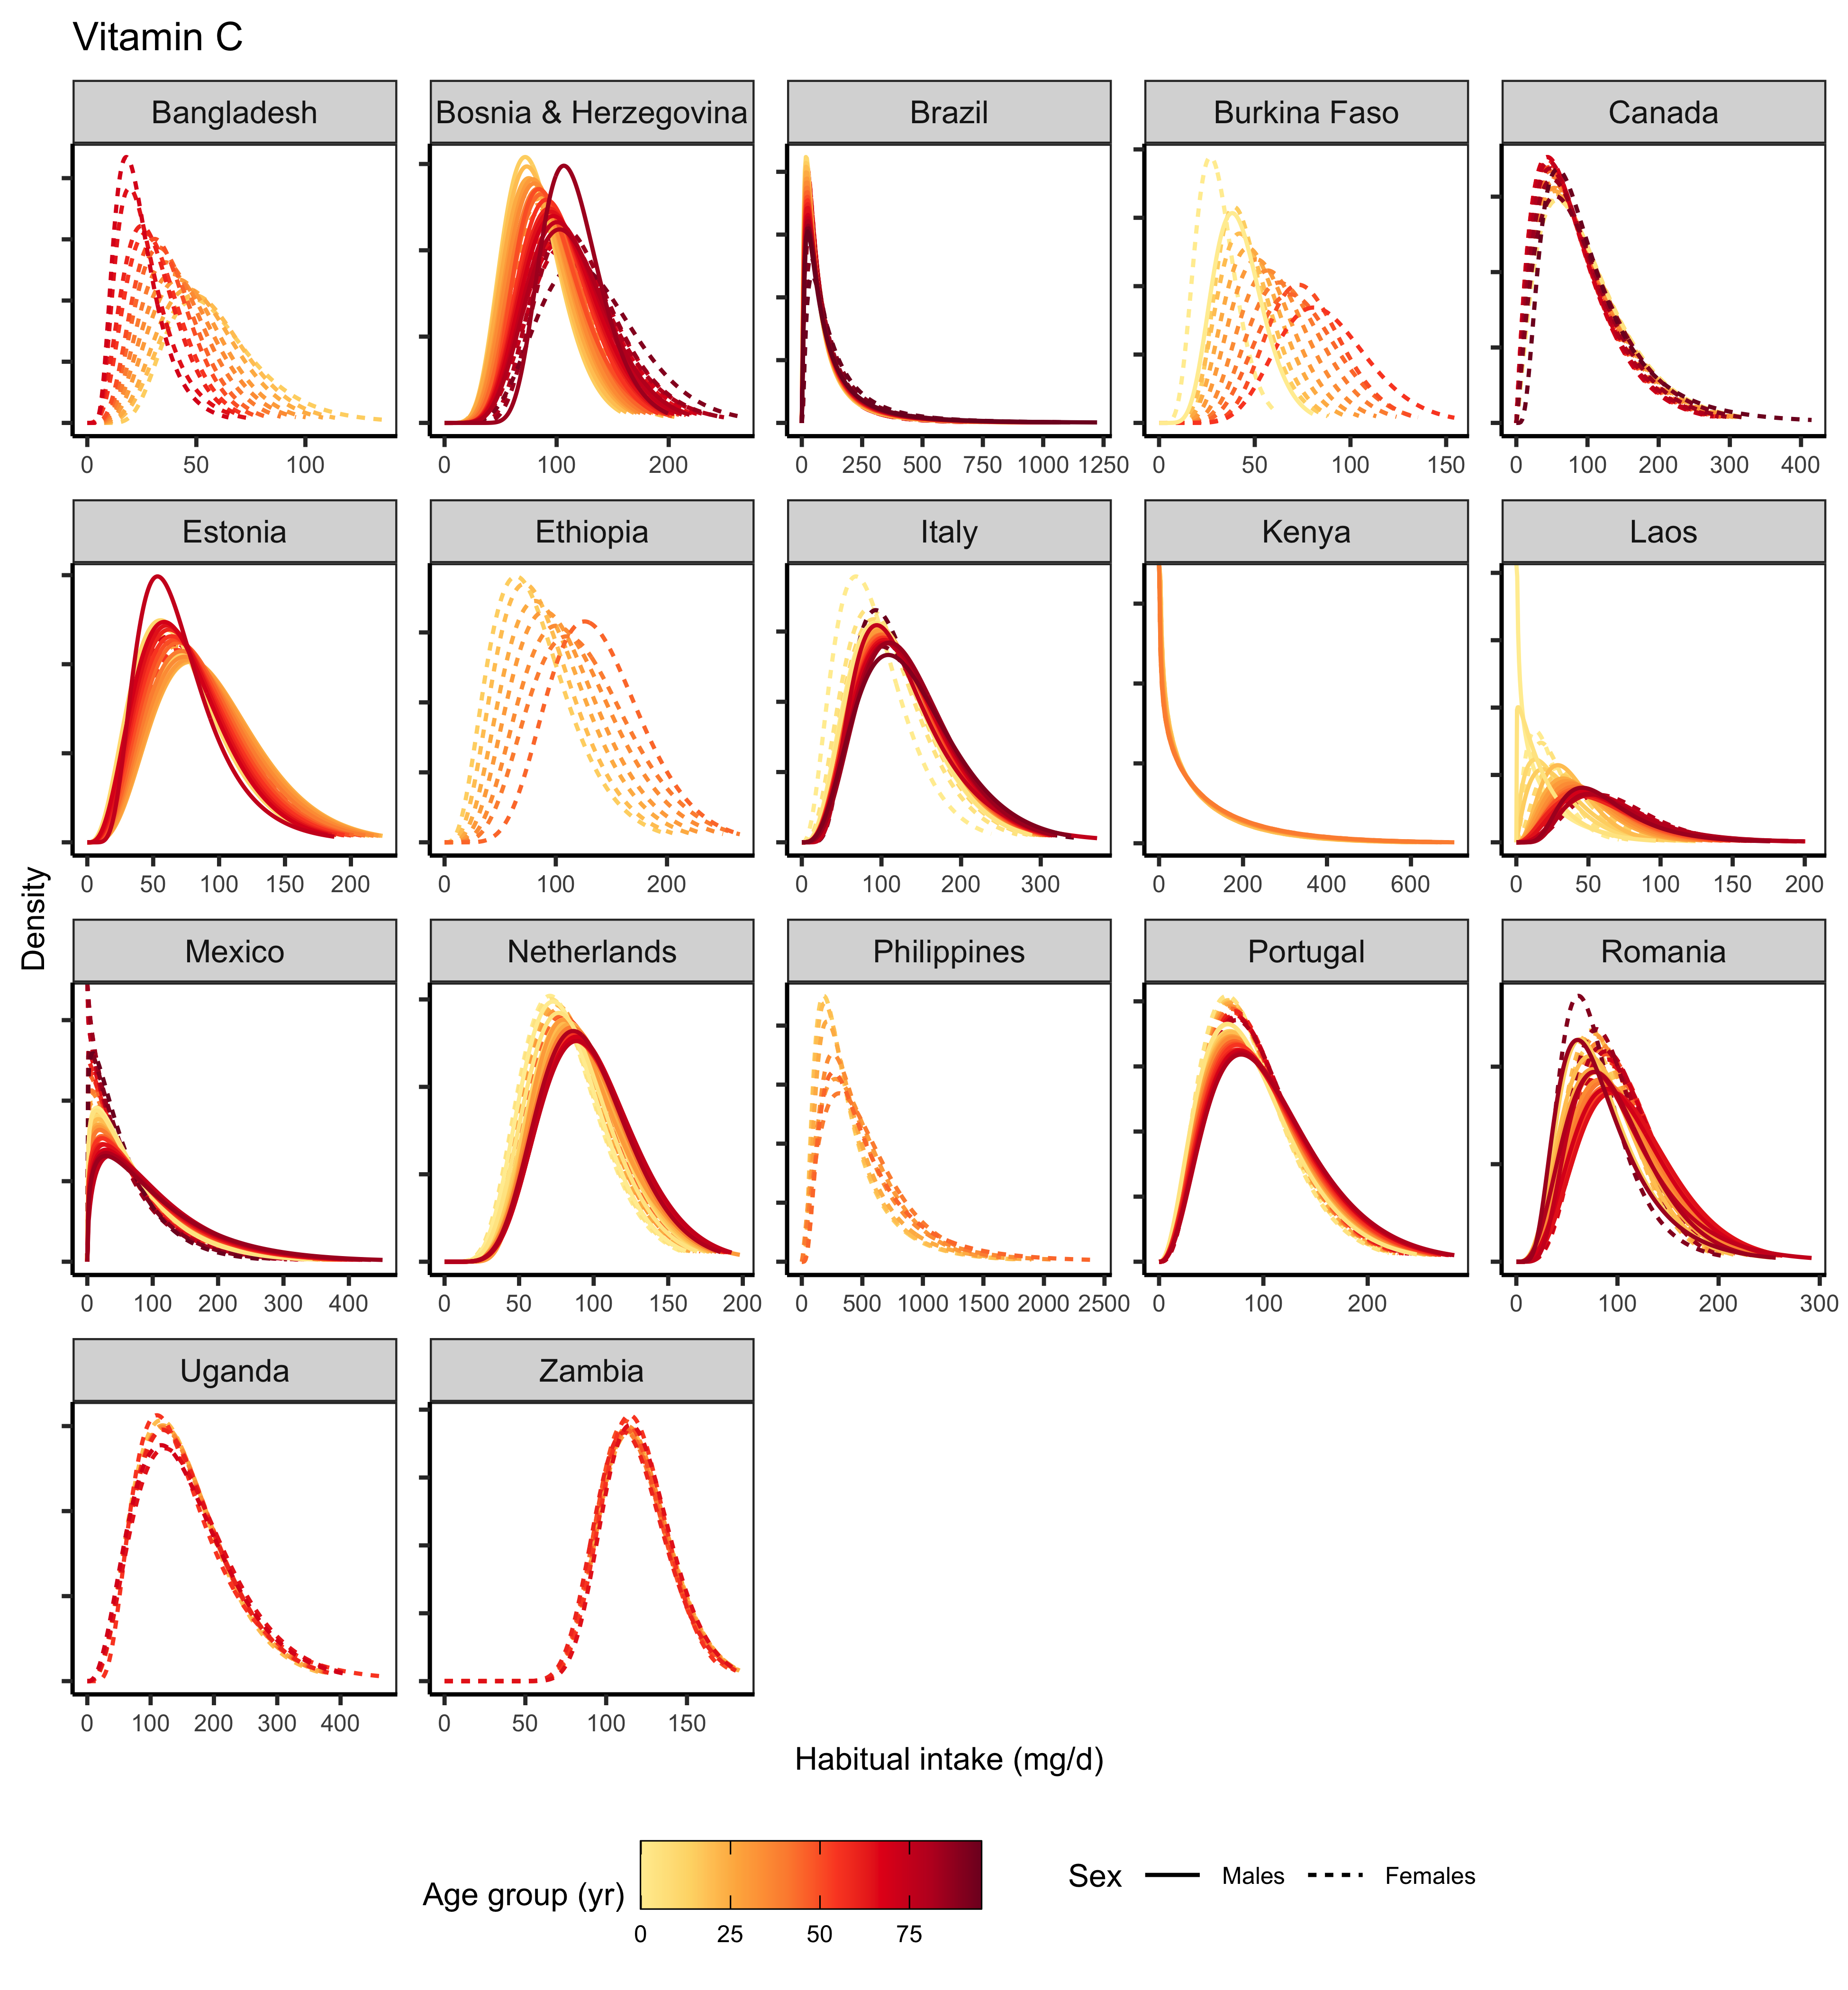 Vitamin C
Bangladesh
Bosnia & Herzegovina
Brazil
Burkina Faso
Canada
0 50 100
0 100 200
0 250 500 750 1000 1250
0 50 100 150
0 100 200 300 400
Estonia
Ethiopia
Italy
Kenya
Laos
0 50 100 150 200
0 100 200
0 100 200 300
0 200 400 600
0 50 100 150 200
Density
Mexico
Netherlands
Philippines
Portugal
Romania
0 100 200 300 400
0 50 100 150 200
0 500 1000 1500 2000 2500
0 100 200
0 100 200 300
Uganda
Zambia
0 100 200 300 400
0 50 100 150
Habitual intake (mg/d)
Age group (yr)
0 25 50 75
Sex Males Females